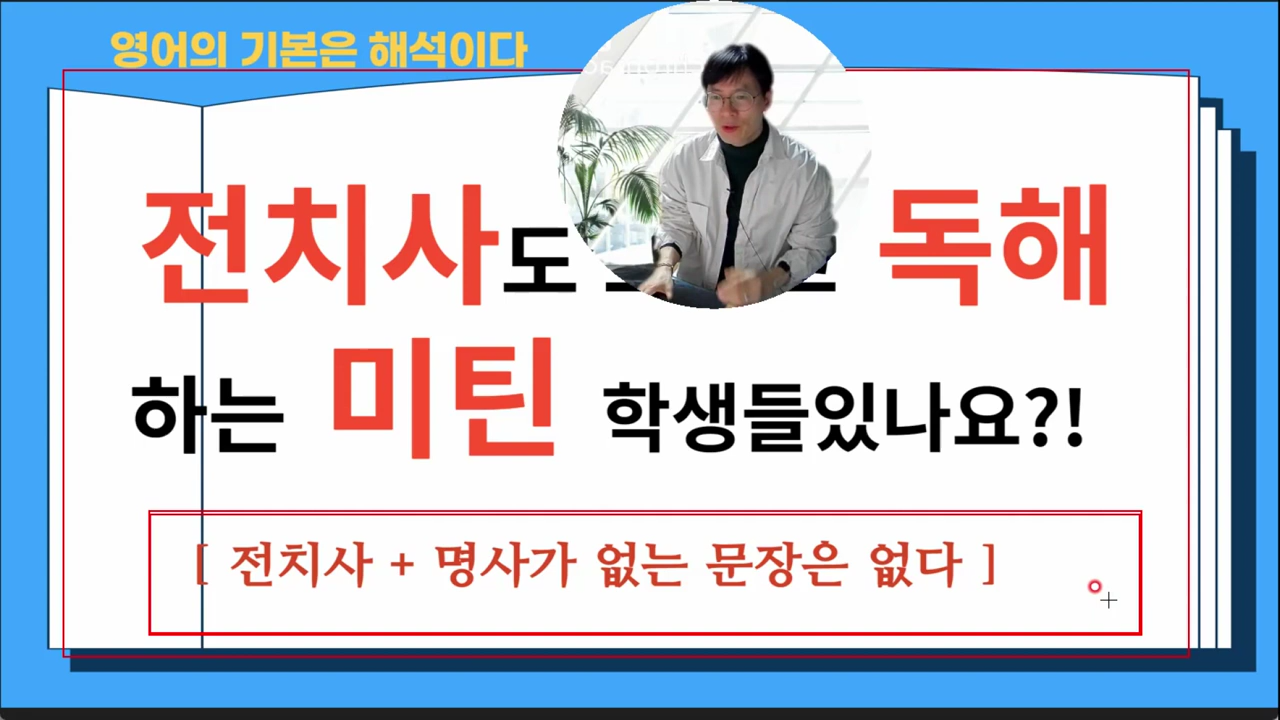 영어의 기본은 해석이다
전치사도 독해
하는 미틴 학생들있나요?!
[ 전치사 + 명사가 없는 문장은 없다 ]